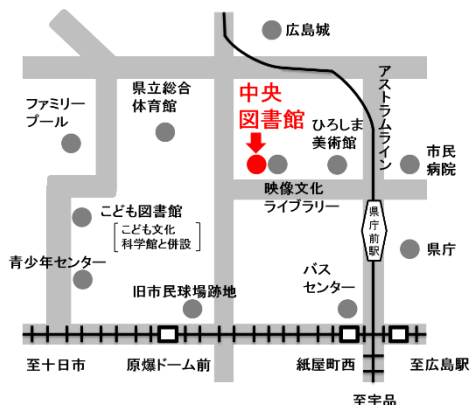 広島城
県立総合
体育館
ファミリー
プール
中央
図書館
ひろしま
美術館
アストラムライン
市民
病院
映像文化
ライブラリー
こども図書館
こども文化
科学館と併設
県庁前駅
県庁
青少年センター
旧市民球場跡地
バス
センター
至十日市
原爆ドーム前
紙屋町西
至広島駅
至宇品